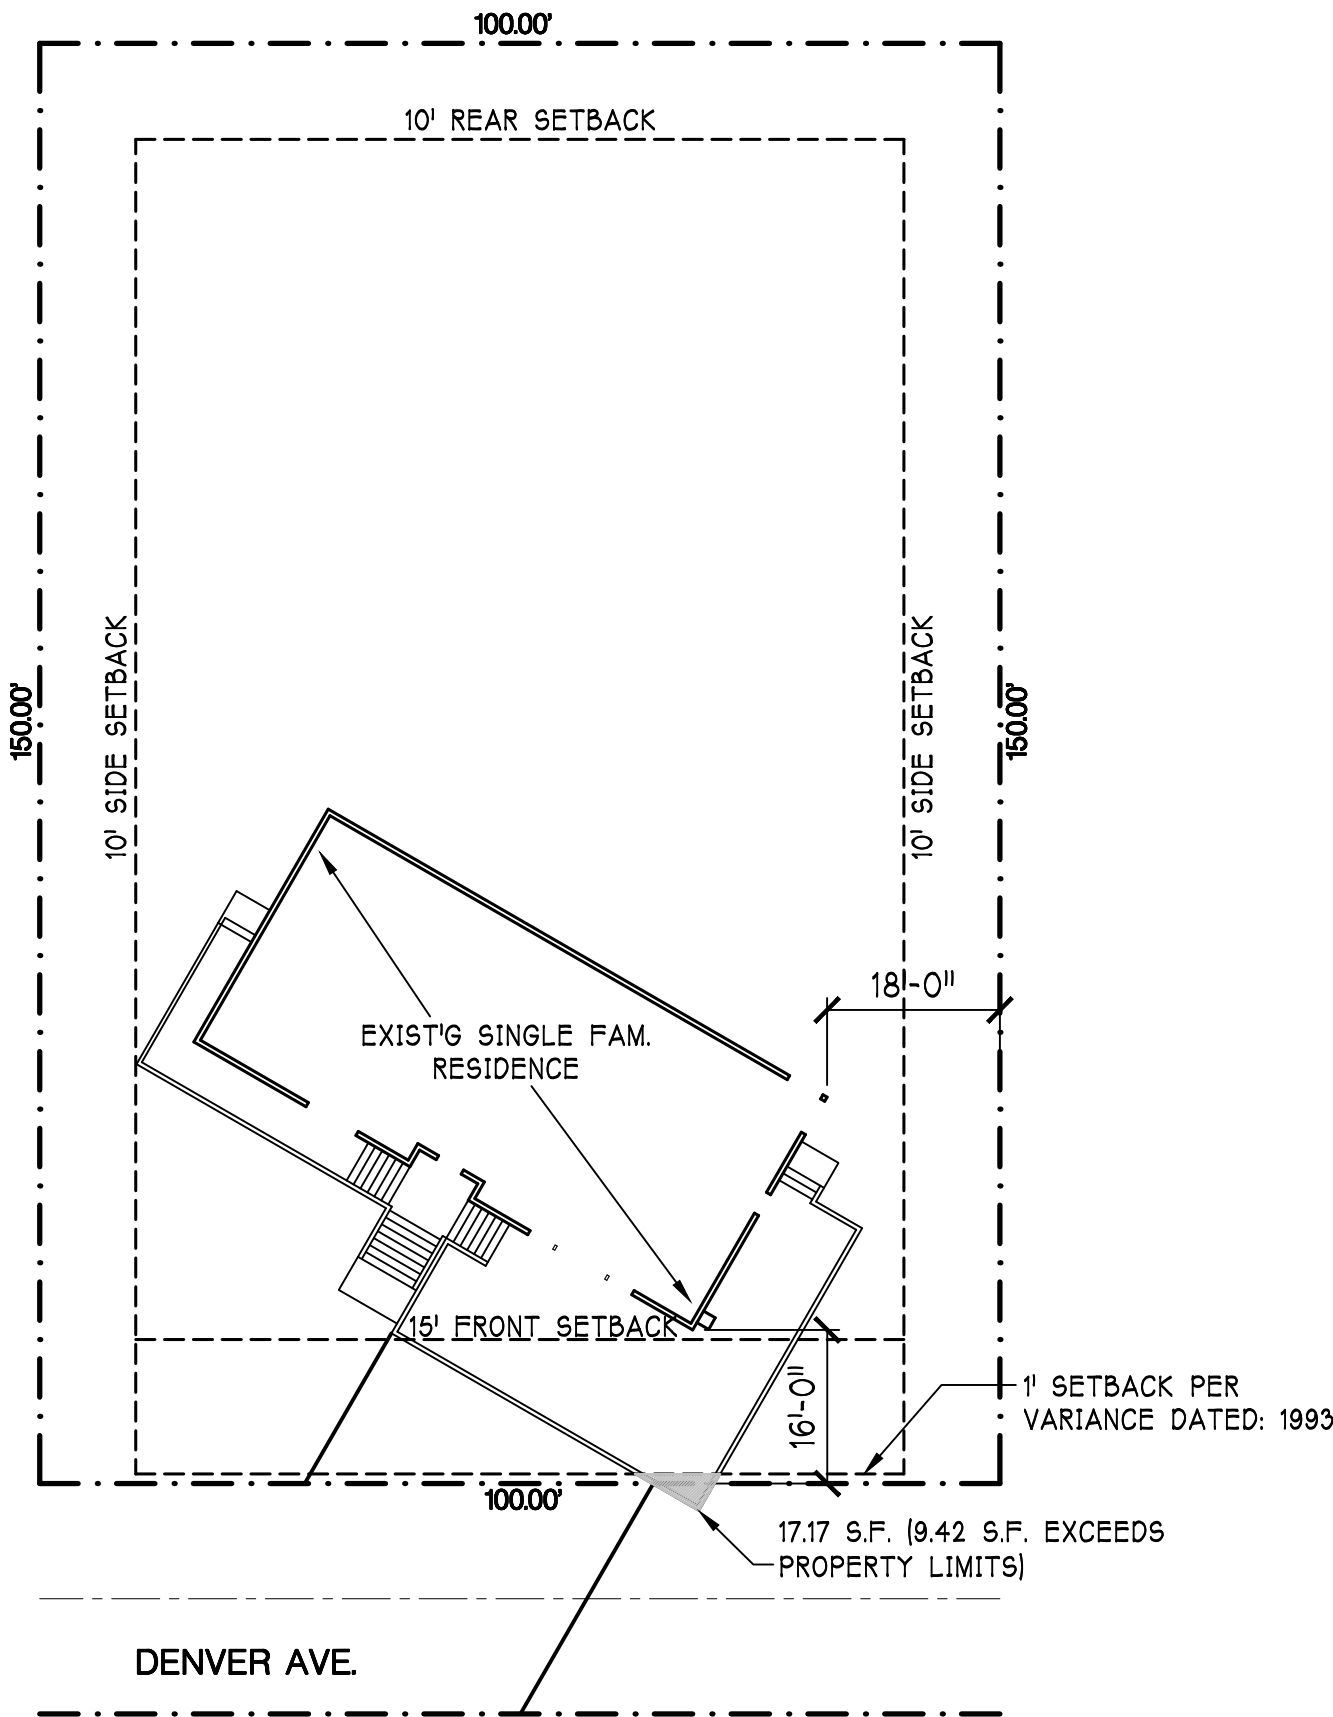 100.00'
10' REAR SETBACK
10' SIDE SETBACK
10' SIDE SETBACK
150.00'
150.00'
18'-0"
EXIST'G SINGLE FAM.
RESIDENCE
15' FRONT SETBACK
16'-0"
1' SETBACK PER
VARIANCE DATED: 1993
100.00'
17.17 S.F. (9.42 S.F. EXCEEDS
PROPERTY LIMITS)
DENVER AVE.